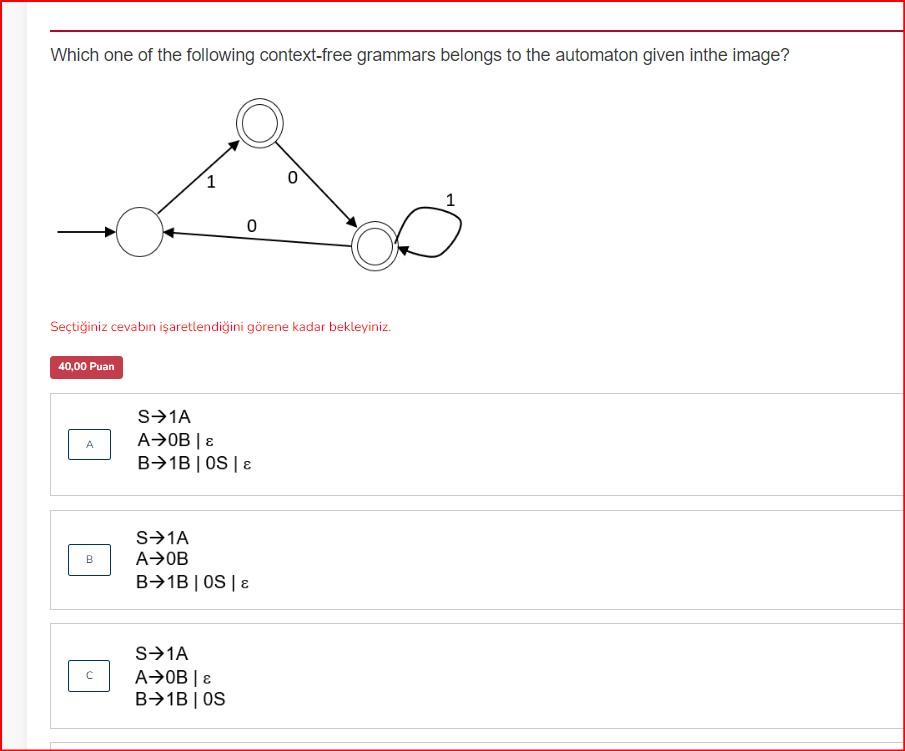 Which one of the following context-free grammars belongs to the automaton given inthe image?
1
0
1
0
Seçtiğiniz cevabın işaretlendiğini görene kadar bekleyiniz.
40,00 Puan
S→1A
A A→0B | ε
B→1B | 0S | ε
S→1A
B A→0B
B→1B | 0S | ε
S→1A
C A→0B | ε
B→1B | 0S